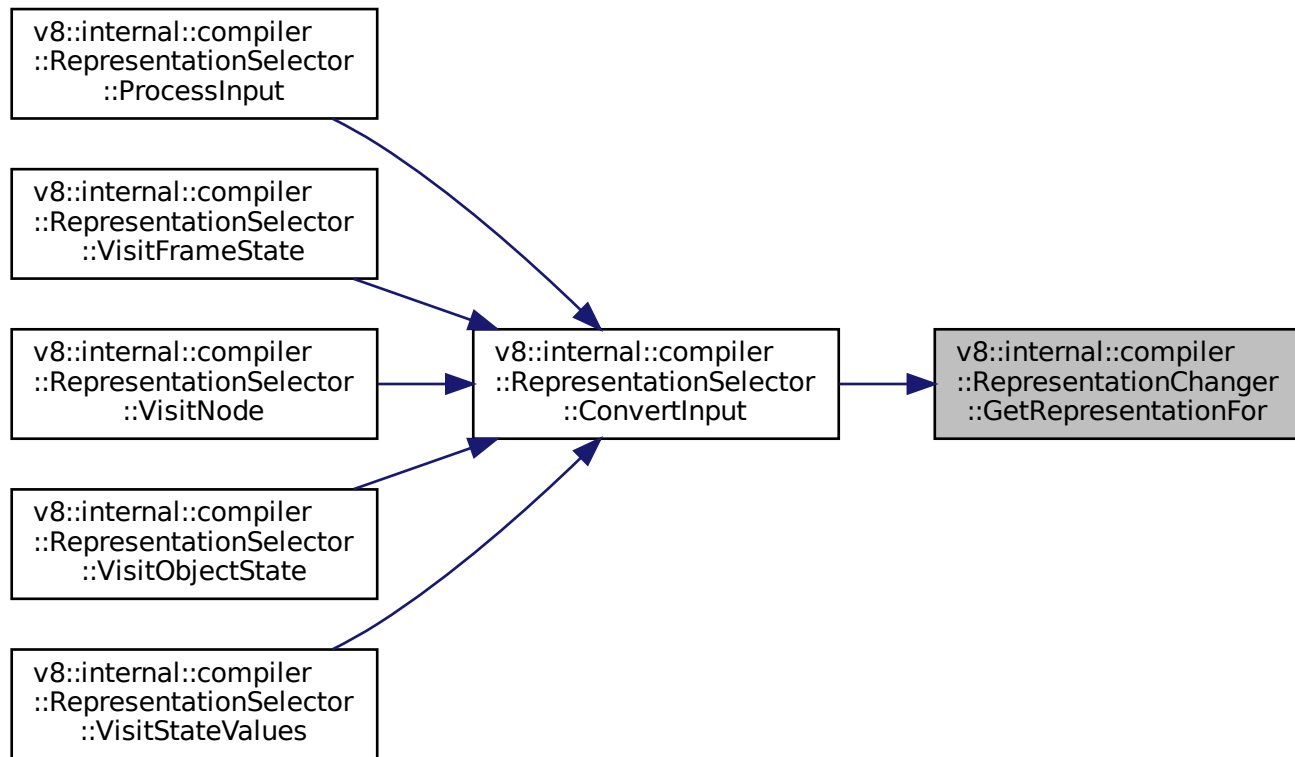 v8::internal::compiler
::RepresentationSelector
::ProcessInput
v8::internal::compiler
::RepresentationSelector
::VisitFrameState
v8::internal::compiler
::RepresentationSelector
::VisitNode
v8::internal::compiler
::RepresentationSelector
::VisitObjectState
v8::internal::compiler
::RepresentationSelector
::VisitStateValues
v8::internal::compiler
::RepresentationSelector
::ConvertInput
v8::internal::compiler
::RepresentationChanger
::GetRepresentationFor